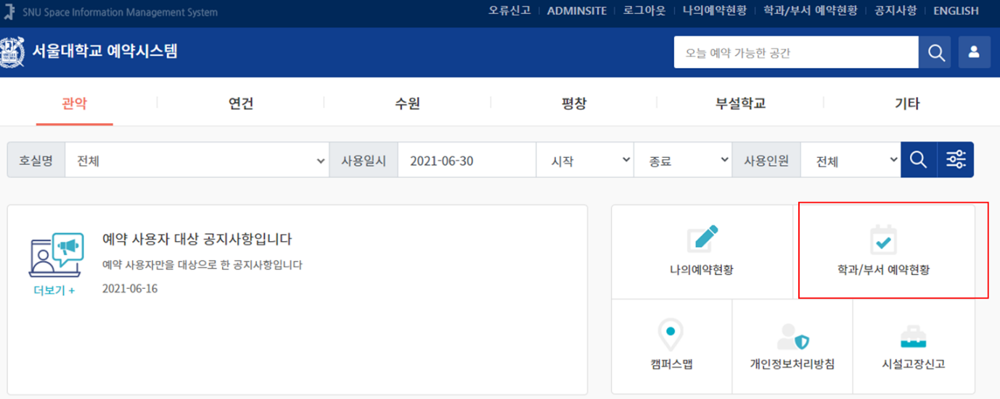 SNU Space Information Management System
오류신고 ADMINSITE 로그아웃 나의예약현황 학과/부서 예약현황 공지사항 ENGLISH
서울대학교 예약시스템
오늘 예약 가능한 공간
관악 연건 수원 평창 부설학교 기타
호실명 전체 사용일시 2021-06-30 시작 종료 사용인원 전체
예약 사용자 대상 공지사항입니다
예약 사용자만을 대상으로 한 공지사항입니다
더보기 + 2021-06-16
나의예약현황 학과/부서 예약현황
캠퍼스맵 개인정보처리방침 시설고장신고